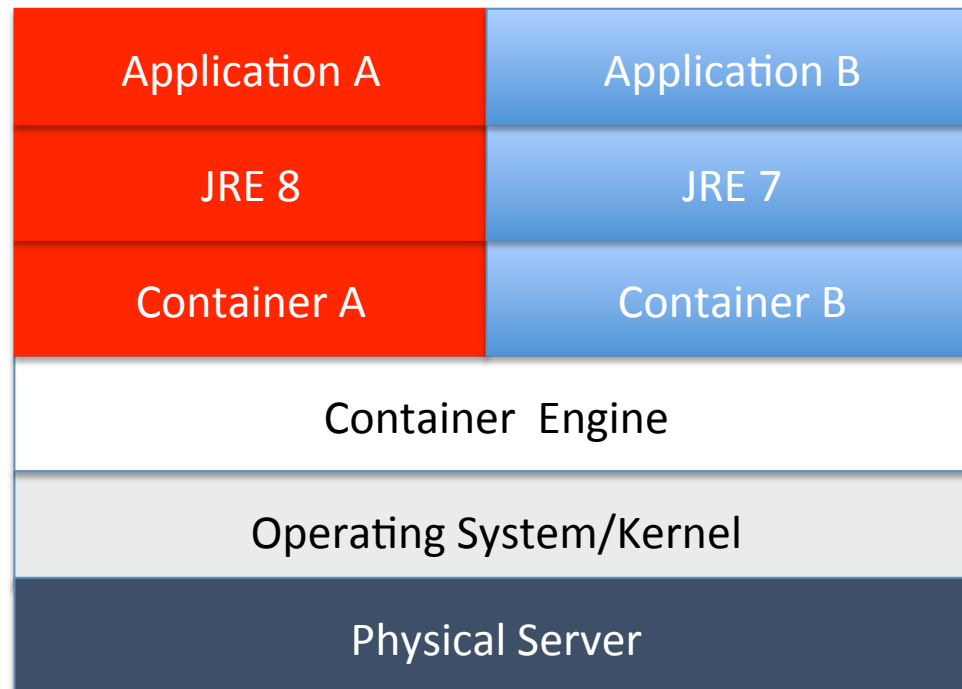 Application A
Application B
JRE 8
JRE 7
Container A
Container B
Container Engine
Operating System/Kernel
Physical Server